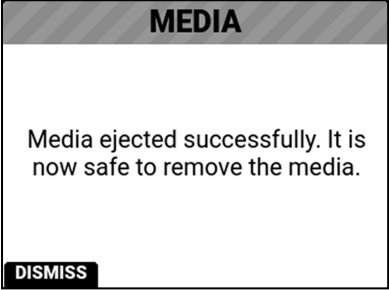 MEDIA
Media ejected successfully. It is
now safe to remove the media.
DISMISS